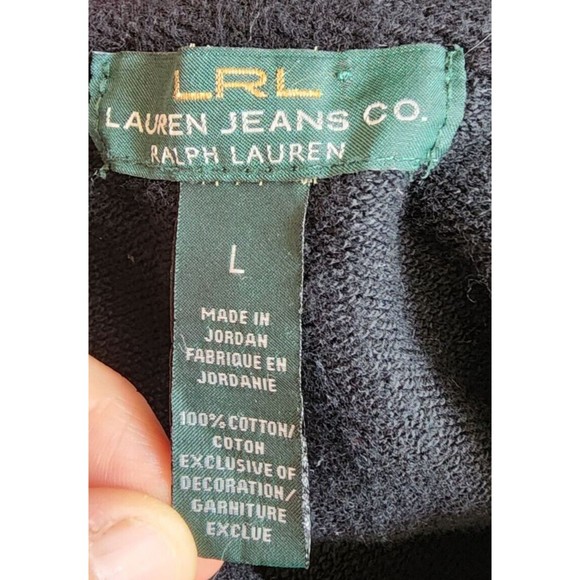 LRL
LAUREN JEANS CO.
RALPH LAUREN
L
MADE IN
JORDAN
FABRIQUE EN
JORDANIE
100% COTTON/
COTON
EXCLUSIVE OF
DECORATION/
GARNITURE
EXCLUE